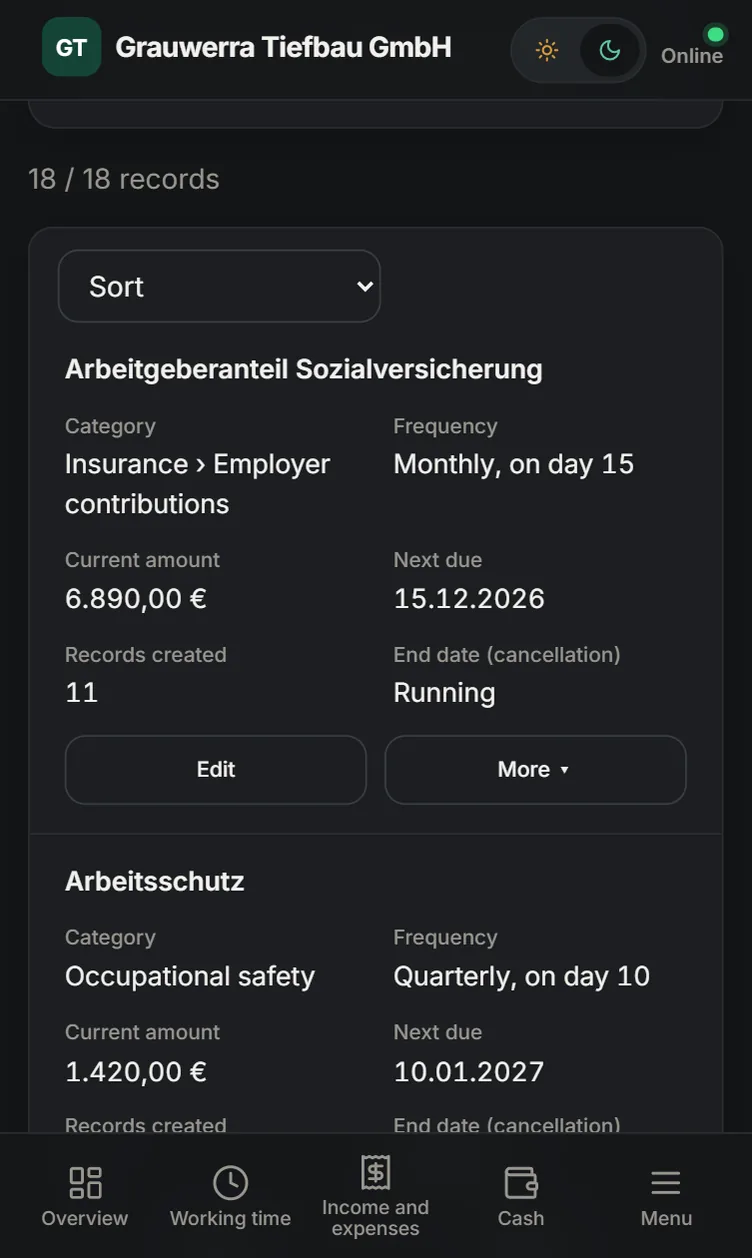 GT Grauwerra Tiefbau GmbH
Online
18 / 18 records
Sort
Arbeitgeberanteil Sozialversicherung
Category Frequency
Insurance › Employer Monthly, on day 15
contributions
Current amount Next due
6.890,00 € 15.12.2026
Records created End date (cancellation)
11 Running
Edit More ▾
Arbeitsschutz
Category Frequency
Occupational safety Quarterly, on day 10
Current amount Next due
1.420,00 € 10.01.2027
Records created End date (cancellation)
Overview Working time Income and expenses Cash Menu